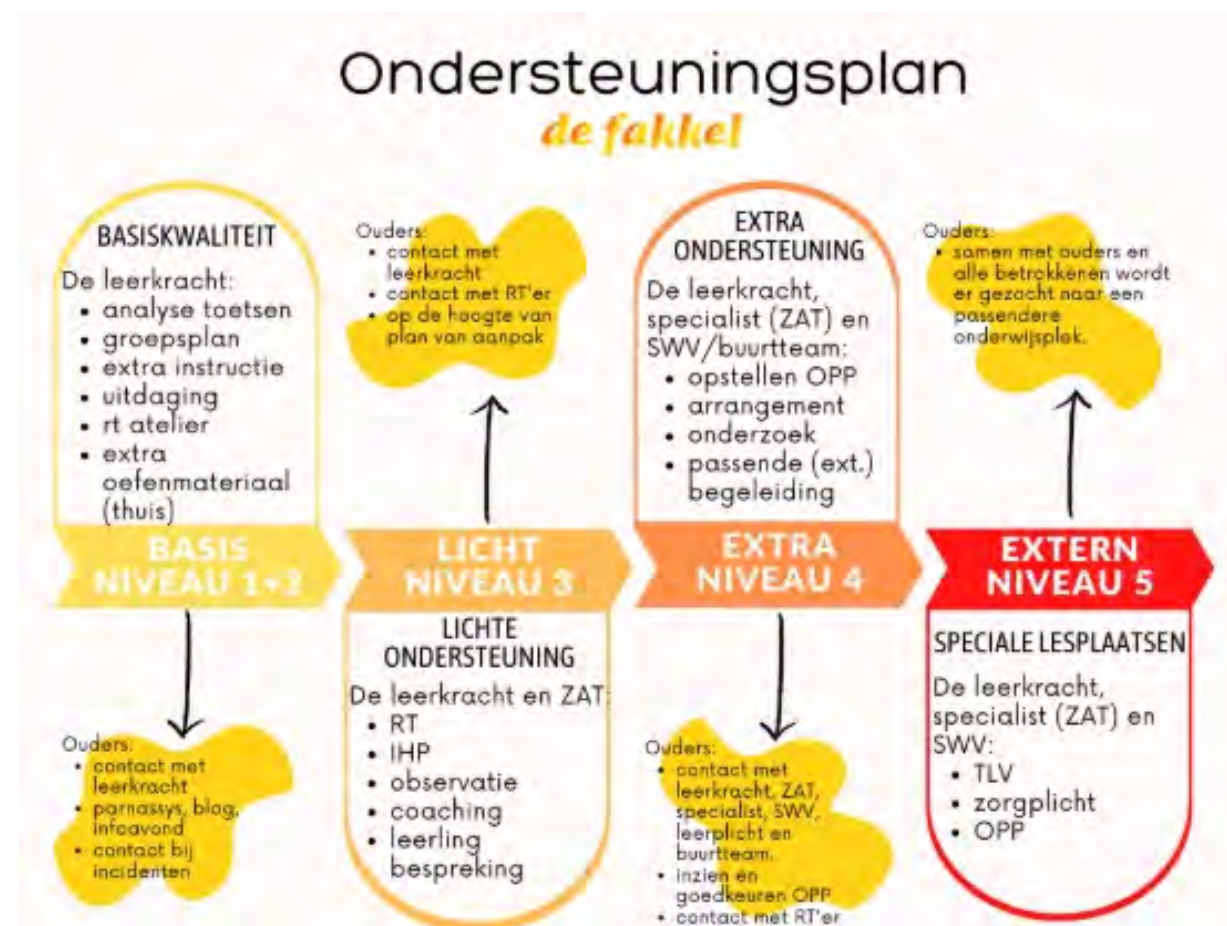 Ondersteuningsplan
de fakkel
BASISKWALITEIT
De leerkracht:
• analyse toetsen
• groepsplan
• extra instructie
• uitdaging
• rt atelier
• extra
oefenmateriaal
(thuis)
BASIS
NIVEAU 1+2
Ouders:
• contact met
leerkracht
• parnassys, blog,
infoavond
• contact bij
incidenten
Ouders:
• contact met
leerkracht
• contact met RT'er
• op de hoogte van
plan van aanpak
LICHT
NIVEAU 3
LICHTE
ONDERSTEUNING
De leerkracht en ZAT:
• RT
• IHP
• observatie
• coaching
• leerling
bespreking
EXTRA
ONDERSTEUNING
De leerkracht,
specialist (ZAT) en
SWV/buurtteam:
• opstellen OPP
• arrangement
• onderzoek
• passende (ext.)
begeleiding
EXTRA
NIVEAU 4
Ouders:
• contact met
leerkracht, ZAT,
specialist, SWV,
leerplicht en
buurtteam.
• inzien en
goedkeuren OPP
• contact met RT'er
Ouders:
• samen met ouders en
alle betrokkenen wordt
er gezocht naar een
passendere
onderwijsplek.
EXTERN
NIVEAU 5
SPECIALE LESPLAATSEN
De leerkracht,
specialist (ZAT) en
SWV:
• TLV
• zorgplicht
• OPP